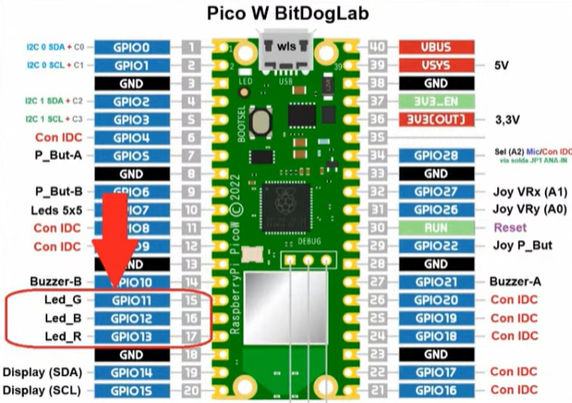 Pico W BitDogLab
I2C 0 SDA + C0 GPIO0 1 40 VBUS
I2C 0 SCL + C1 GPIO1 2 39 VSYS 5V
GND 3 38 GND
I2C 1 SDA + C2 GPIO2 4 37 3V3_EN
I2C 1 SCL + C3 GPIO3 5 36 3V3(OUT) 3,3V
Con IDC GPIO4 6 35
P_But-A GPIO5 7 34 GPIO28 Sel (A2) Mic/Con IDC
via solda JP1 ANA-IN
GND 8 33 GND
P_But-B GPIO6 9 32 GPIO27 Joy VRx (A1)
Leds 5x5 GPIO7 10 31 GPIO26 Joy VRy (A0)
Con IDC 11 30 RUN Reset
Con IDC 12 29 GPIO22 Joy P_But
13 28 GND
Buzzer-B GPIO10 14 27 GPIO21 Buzzer-A
Led_G GPIO11 15 26 GPIO20 Con IDC
Led_B GPIO12 16 25 GPIO19 Con IDC
Led_R GPIO13 17 24 GPIO18 Con IDC
GND 18 23 GND
Display (SDA) GPIO14 19 22 GPIO17 Con IDC
Display (SCL) GPIO15 20 21 GPIO16 Con IDC
wls
1
2
39
LED
USB
BOOTSEL
DEBUG
RaspberryPi PicoW © 2022